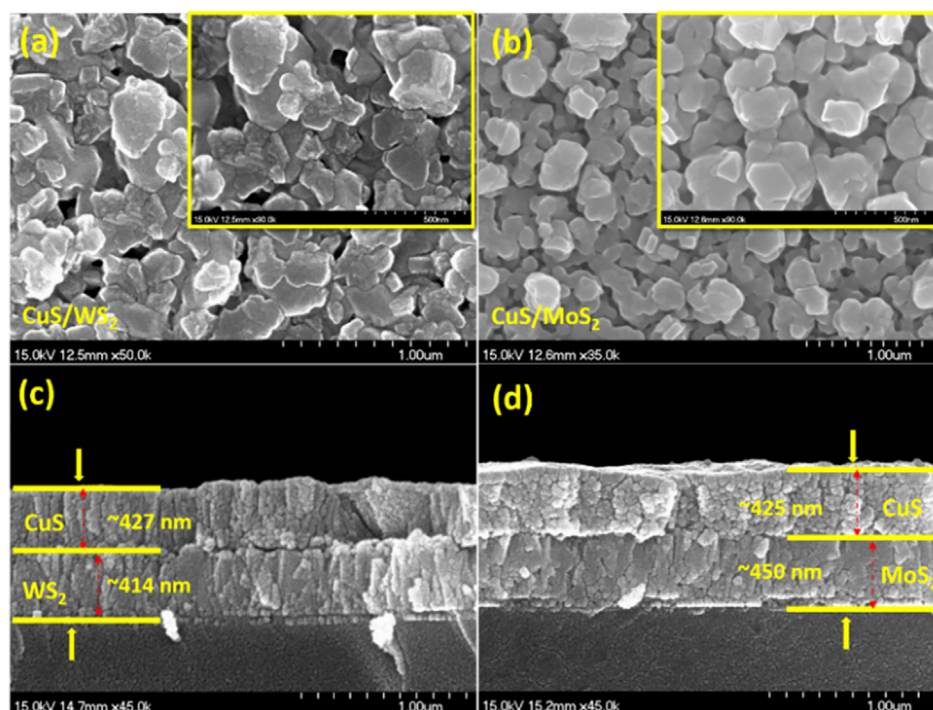 (a)
15.0kV 12.5mm x90.0k
500nm
CuS/WS₂
15.0kV 12.5mm x50.0k
1.00um
(b)
15.0kV 12.6mm x90.0k
500nm
CuS/MoS₂
15.0kV 12.6mm x35.0k
1.00um
(c)
CuS
~427 nm
WS₂
~414 nm
15.0kV 14.7mm x45.0k
1.00um
(d)
~425 nm
CuS
~450 nm
MoS₂
15.0kV 15.2mm x45.0k
1.00um